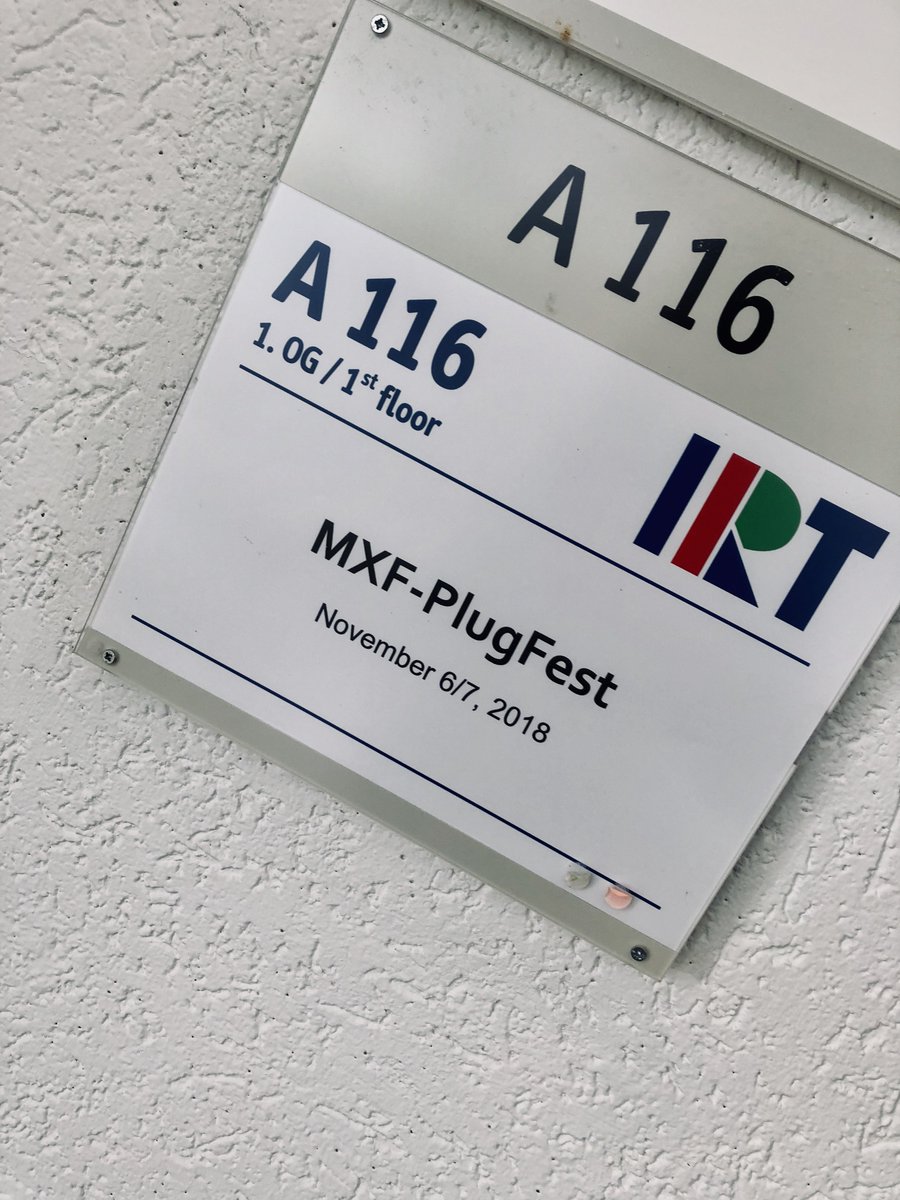 A 116
A 116
1. OG / 1st floor
IRT
MXF-PlugFest
November 6/7, 2018